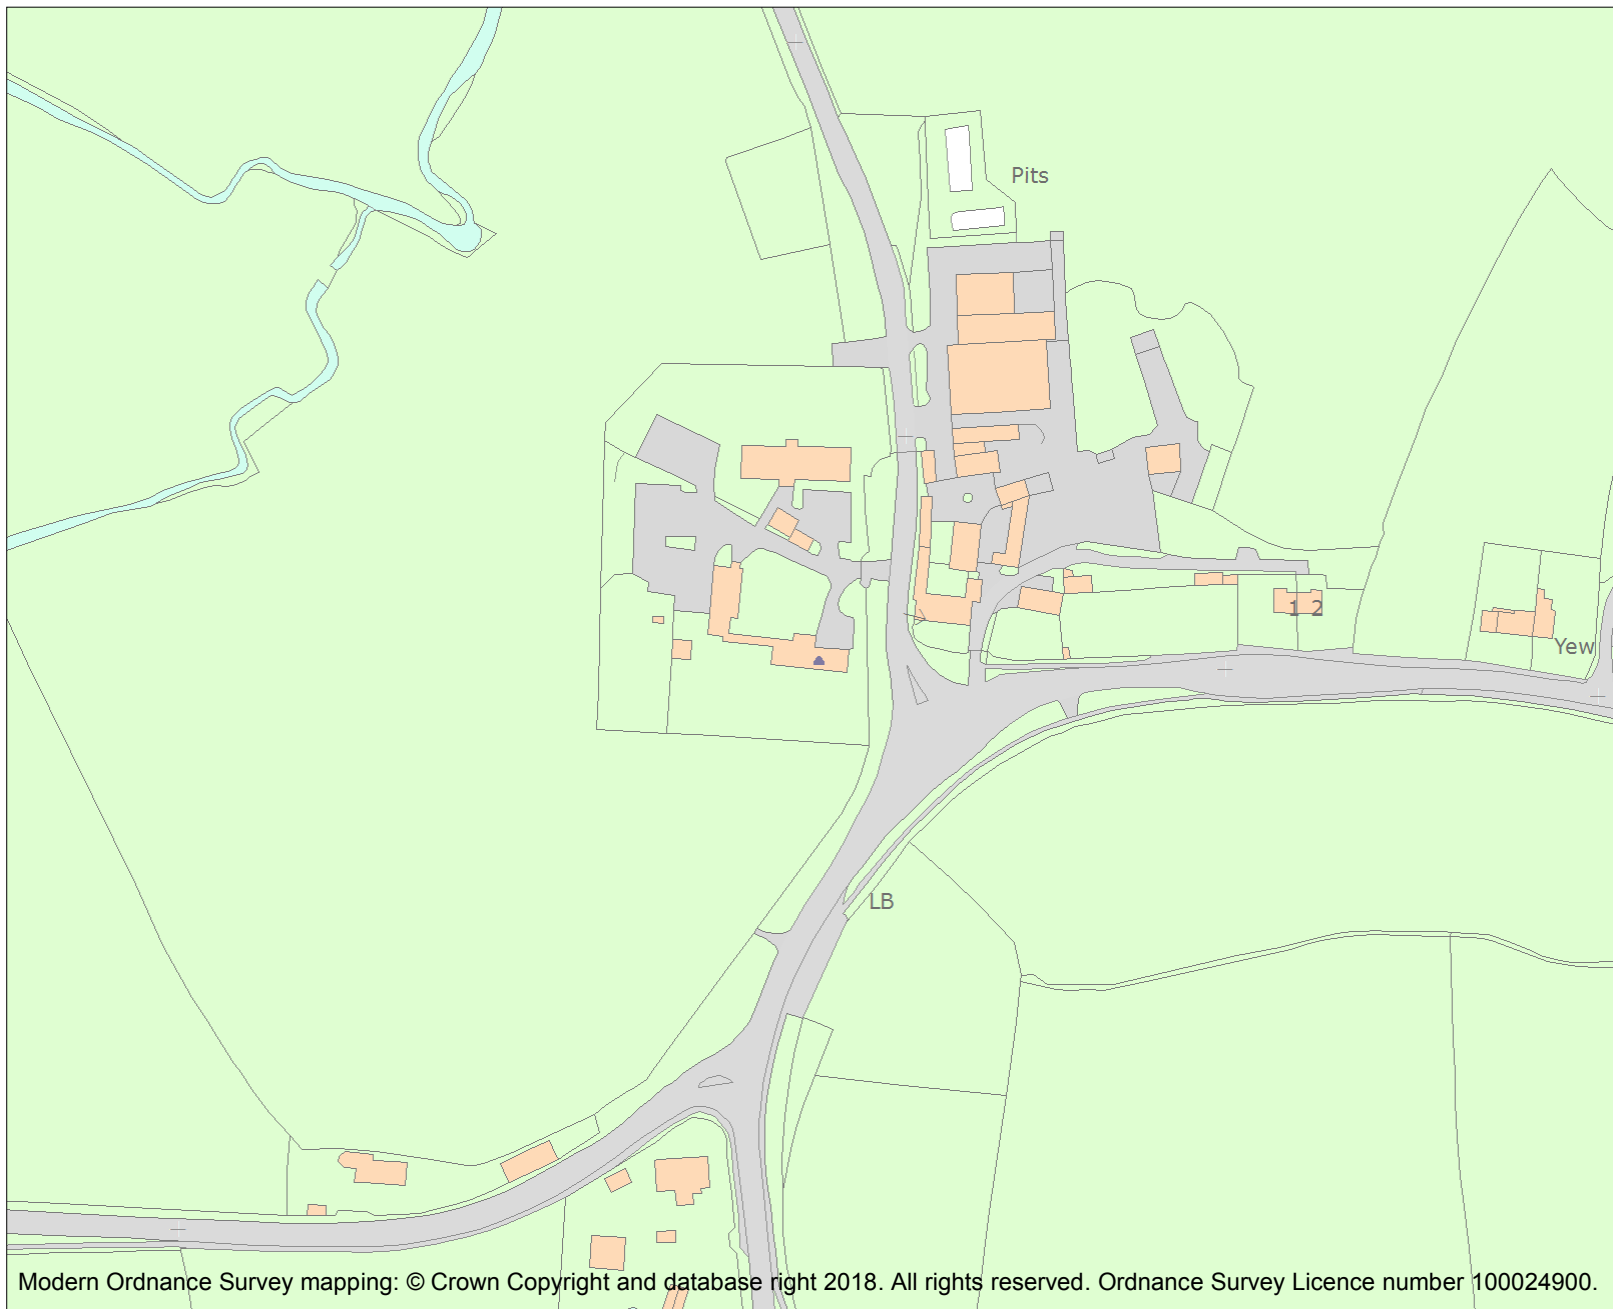 Pits
1 2
Yew
LB
Modern Ordnance Survey mapping: © Crown Copyright and database right 2018. All rights reserved. Ordnance Survey Licence number 100024900.